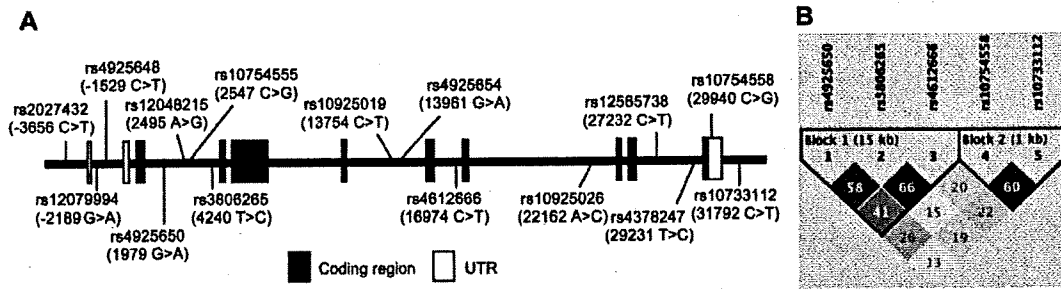 A
rs4925648
(-1529 C>T)
rs10754555
(2547 C>G)
rs4925654
(13961 G>A)
rs10754558
(29940 C>G)
rs2027432
(-3656 C>T)
rs12048215
(2495 A>G)
rs10925019
(13754 C>T)
rs12565738
(27232 C>T)
rs12079994
(-2189 G>A)
rs4925650
(1979 G>A)
rs3806265
(4240 T>C)
rs4612666
(16974 C>T)
rs10925026
(22162 A>C)
rs4378247
(29231 T>C)
rs10733112
(31792 C>T)
Coding region
UTR
B
rs4925650
rs3806265
rs4612666
rs10754558
rs10733112
Block 1 (15 kb)
Block 2 (1 kb)
1 2 3 4 5
58 66 20 60
41 15 22
26 19
13